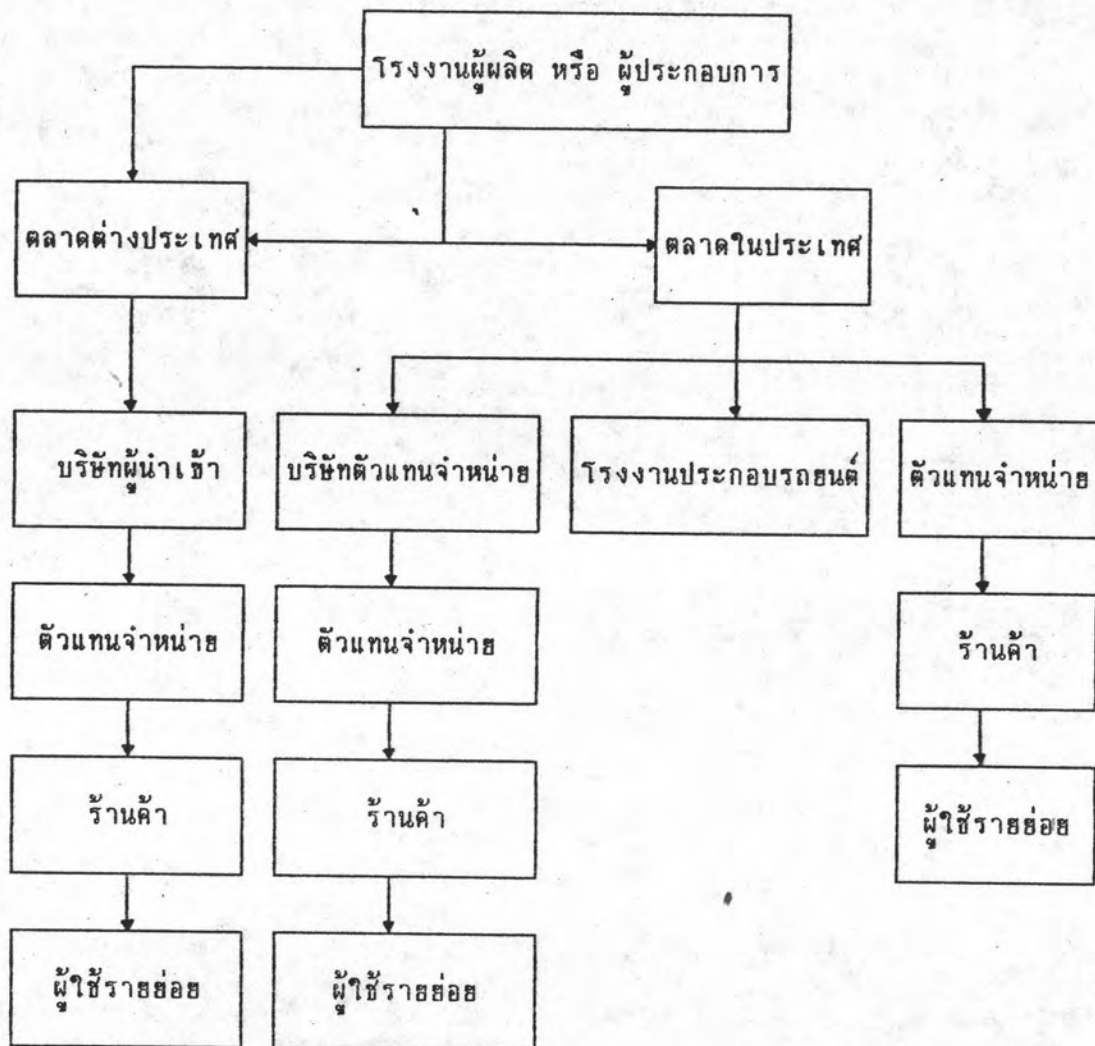 โรงงานผู้ผลิต หรือ ผู้ประกอบการ
ตลาดต่างประเทศ
ตลาดในประเทศ
บริษัทผู้นำเข้า
บริษัทตัวแทนจำหน่าย
โรงงานประกอบรถยนต์
ตัวแทนจำหน่าย
ตัวแทนจำหน่าย
ตัวแทนจำหน่าย
ร้านค้า
ร้านค้า
ร้านค้า
ผู้ใช้รายย่อย
ผู้ใช้รายย่อย
ผู้ใช้รายย่อย